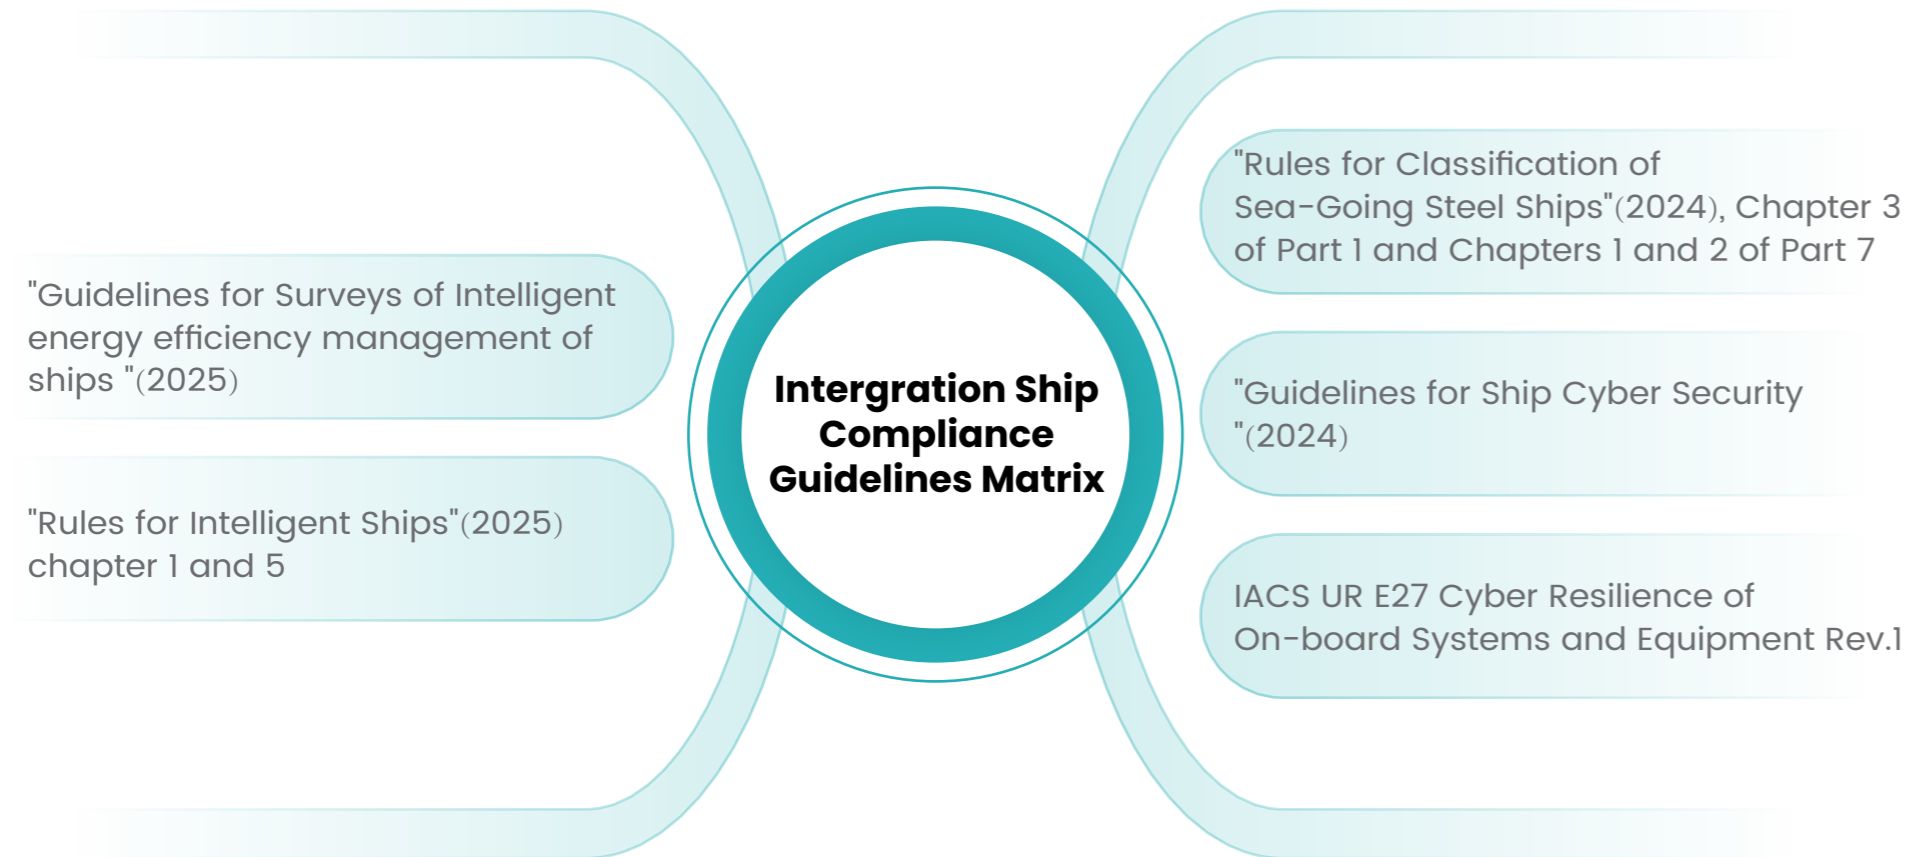 "Guidelines for Surveys of Intelligent
energy efficiency management of
ships "(2025)
"Rules for Intelligent Ships"(2025)
chapter 1 and 5
Intergration Ship
Compliance
Guidelines Matrix
"Rules for Classification of
Sea-Going Steel Ships"(2024), Chapter 3
of Part 1 and Chapters 1 and 2 of Part 7
"Guidelines for Ship Cyber Security
"(2024)
IACS UR E27 Cyber Resilience of
On-board Systems and Equipment Rev.1